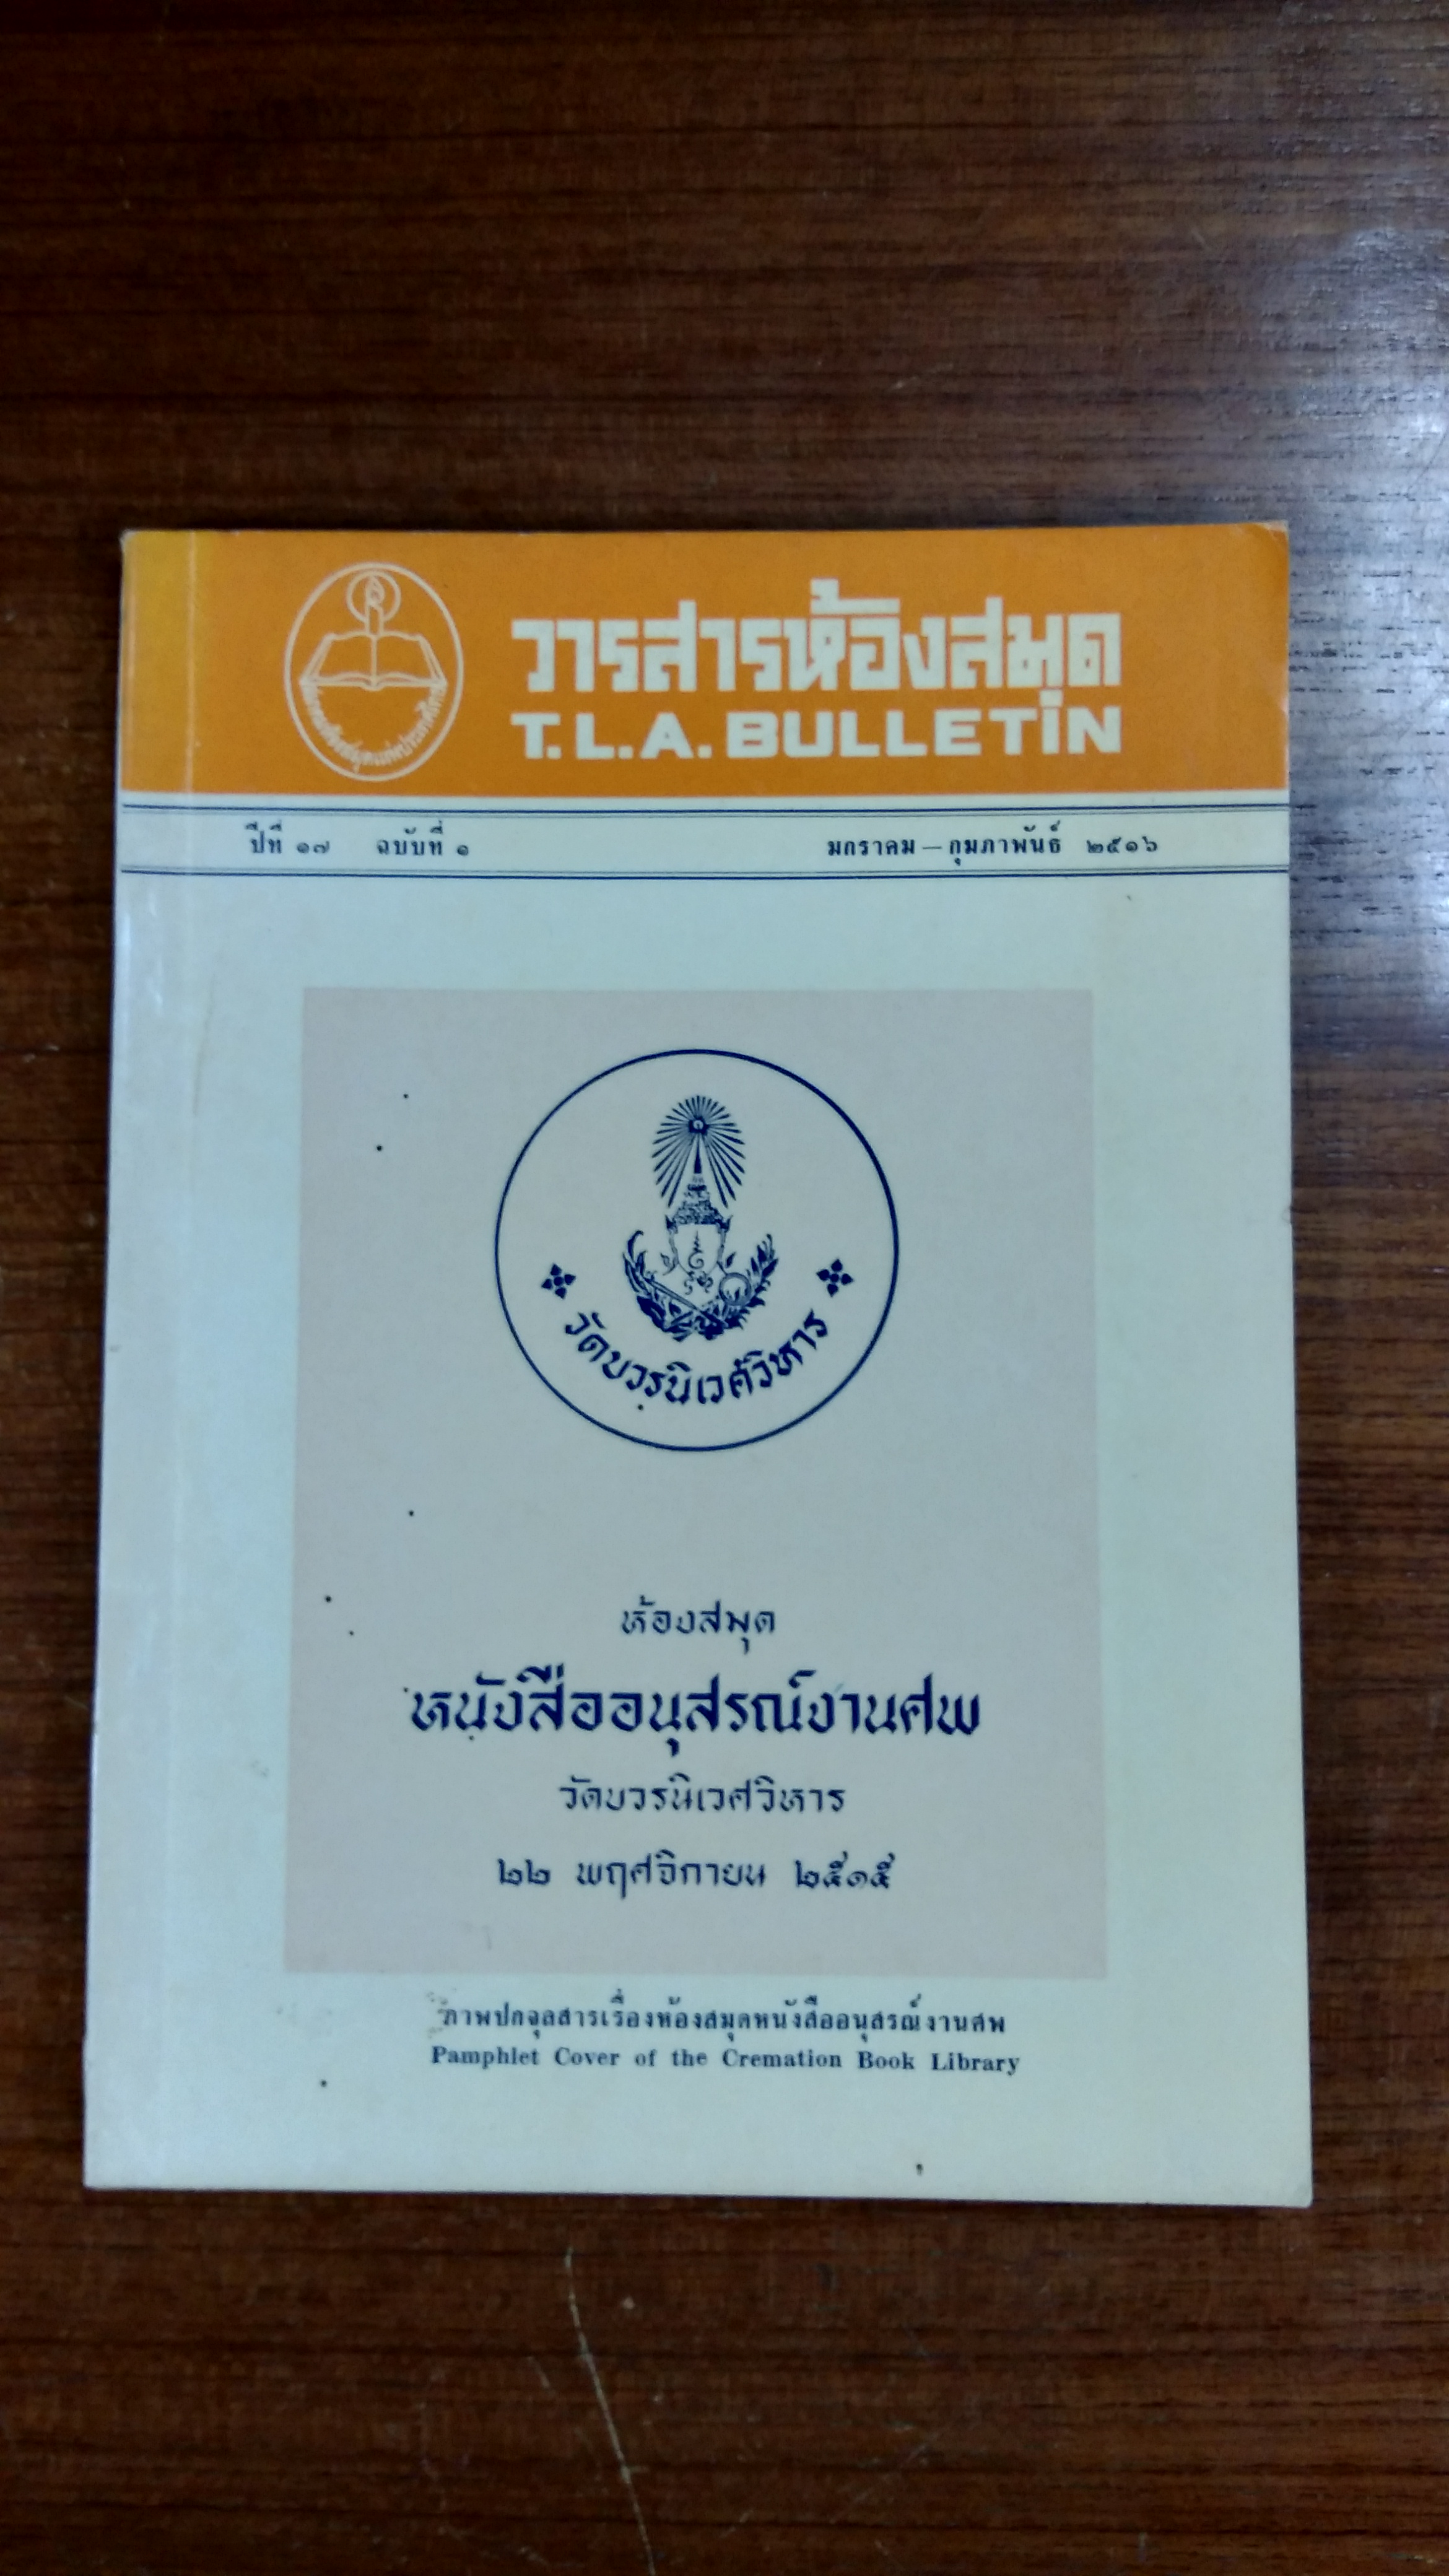 วารสารห้องสมุด
T.L.A. BULLETIN
ปีที่ ๑๗ ฉบับที่ ๑
มกราคม — กุมภาพันธ์ ๒๕๑๖
วัดบวรนิเวศวิหาร
ห้องสมุด
หนังสืออนุสรณ์งานศพ
วัดบวรนิเวศวิหาร
๒๒ พฤศจิกายน ๒๕๑๕
ภาพปกจุลสารเรื่องห้องสมุดหนังสืออนุสรณ์งานศพ
Pamphlet Cover of the Cremation Book Library